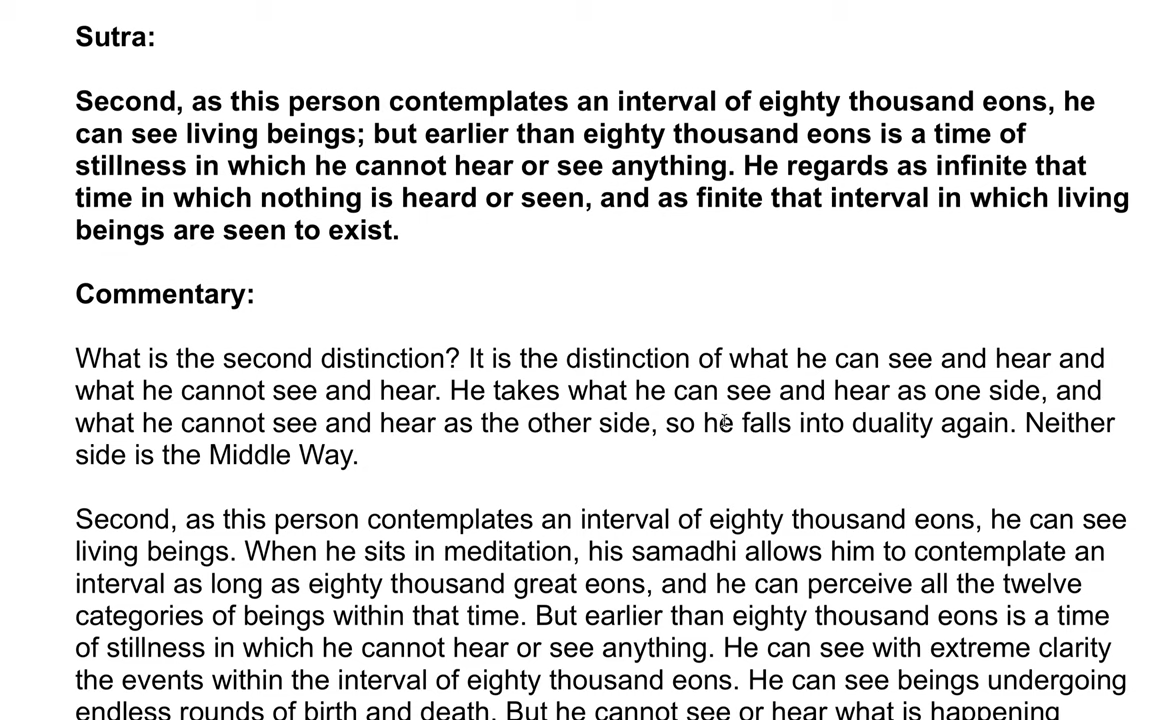 Sutra:
Second, as this person contemplates an interval of eighty thousand eons, he
can see living beings; but earlier than eighty thousand eons is a time of
stillness in which he cannot hear or see anything. He regards as infinite that
time in which nothing is heard or seen, and as finite that interval in which living
beings are seen to exist.
Commentary:
What is the second distinction? It is the distinction of what he can see and hear and
what he cannot see and hear. He takes what he can see and hear as one side, and
what he cannot see and hear as the other side, so he falls into duality again. Neither
side is the Middle Way.
Second, as this person contemplates an interval of eighty thousand eons, he can see
living beings. When he sits in meditation, his samadhi allows him to contemplate an
interval as long as eighty thousand great eons, and he can perceive all the twelve
categories of beings within that time. But earlier than eighty thousand eons is a time
of stillness in which he cannot hear or see anything. He can see with extreme clarity
the events within the interval of eighty thousand eons. He can see beings undergoing
endless rounds of birth and death. But he cannot see or hear what is happening